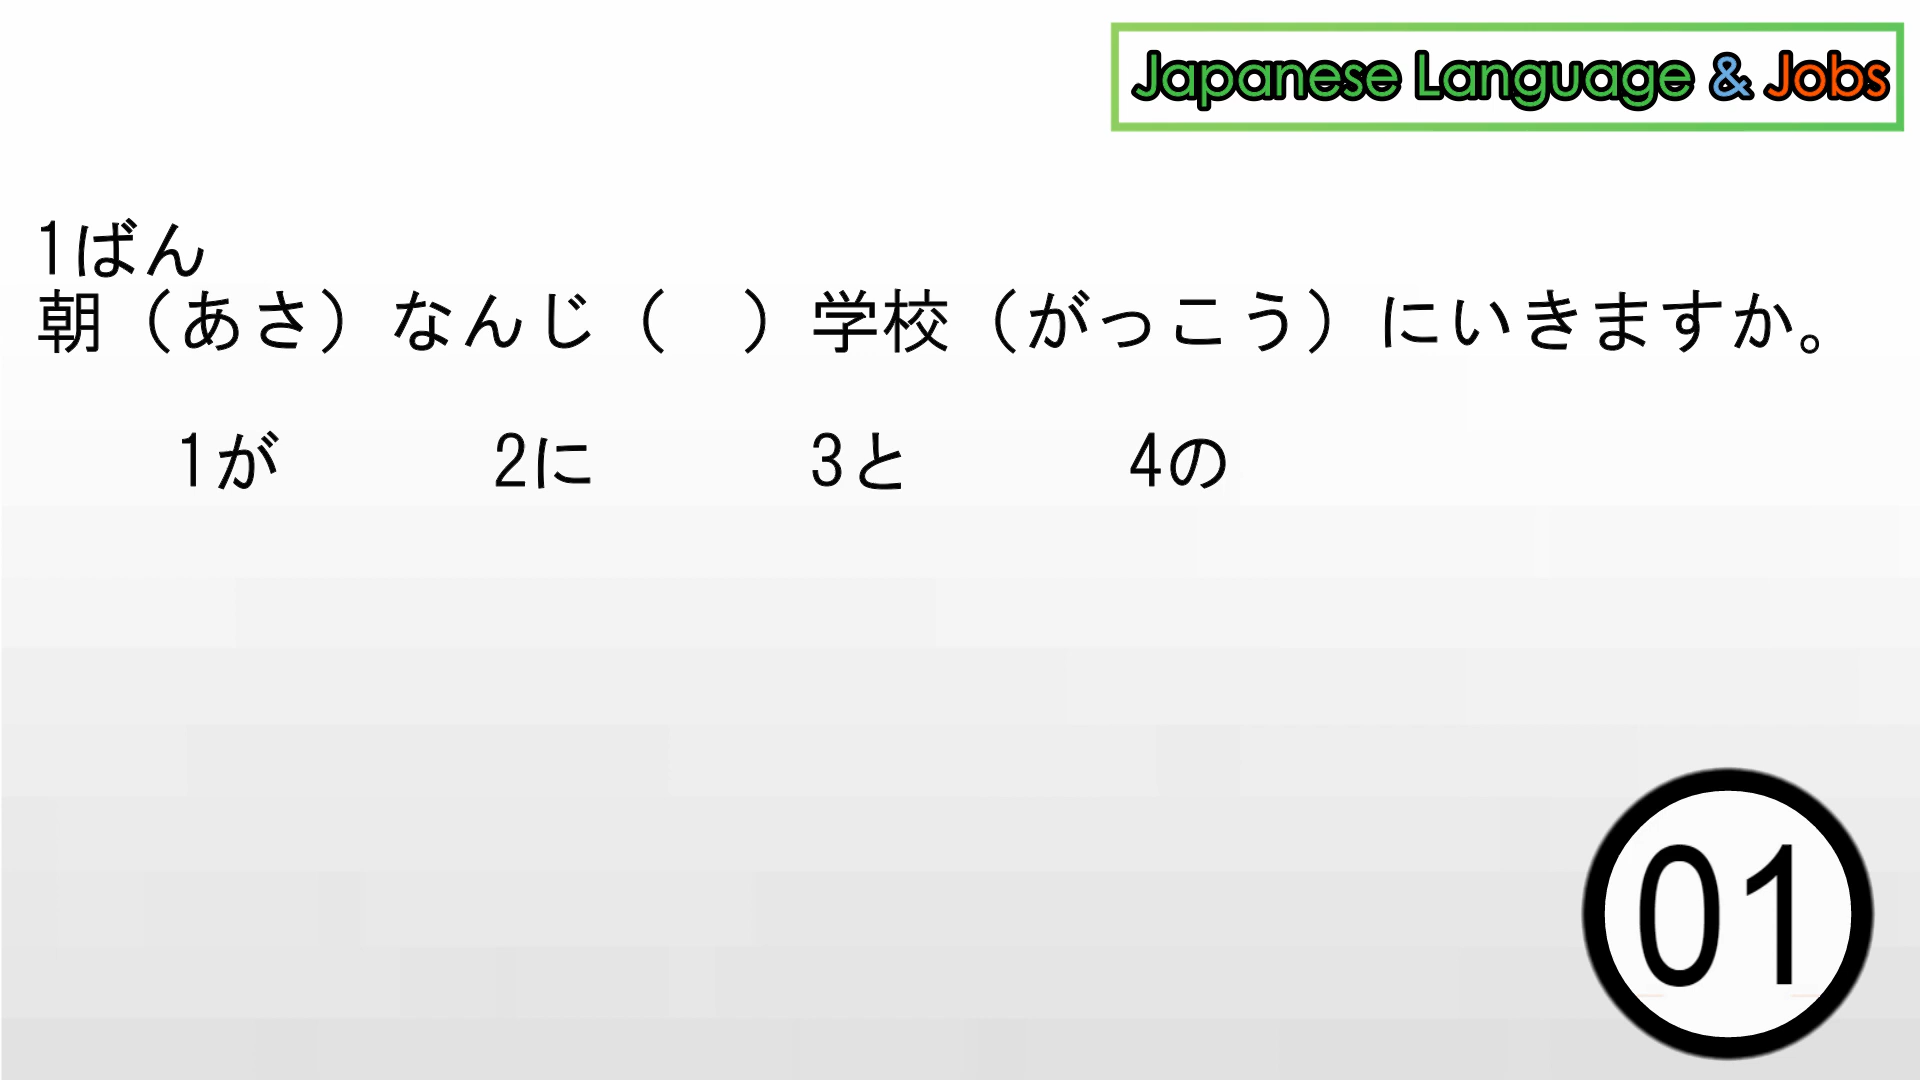 Japanese Language & Jobs
1ばん
朝（あさ）なんじ（　）学校（がっこう）にいきますか。
1が　2に　3と　4の
01